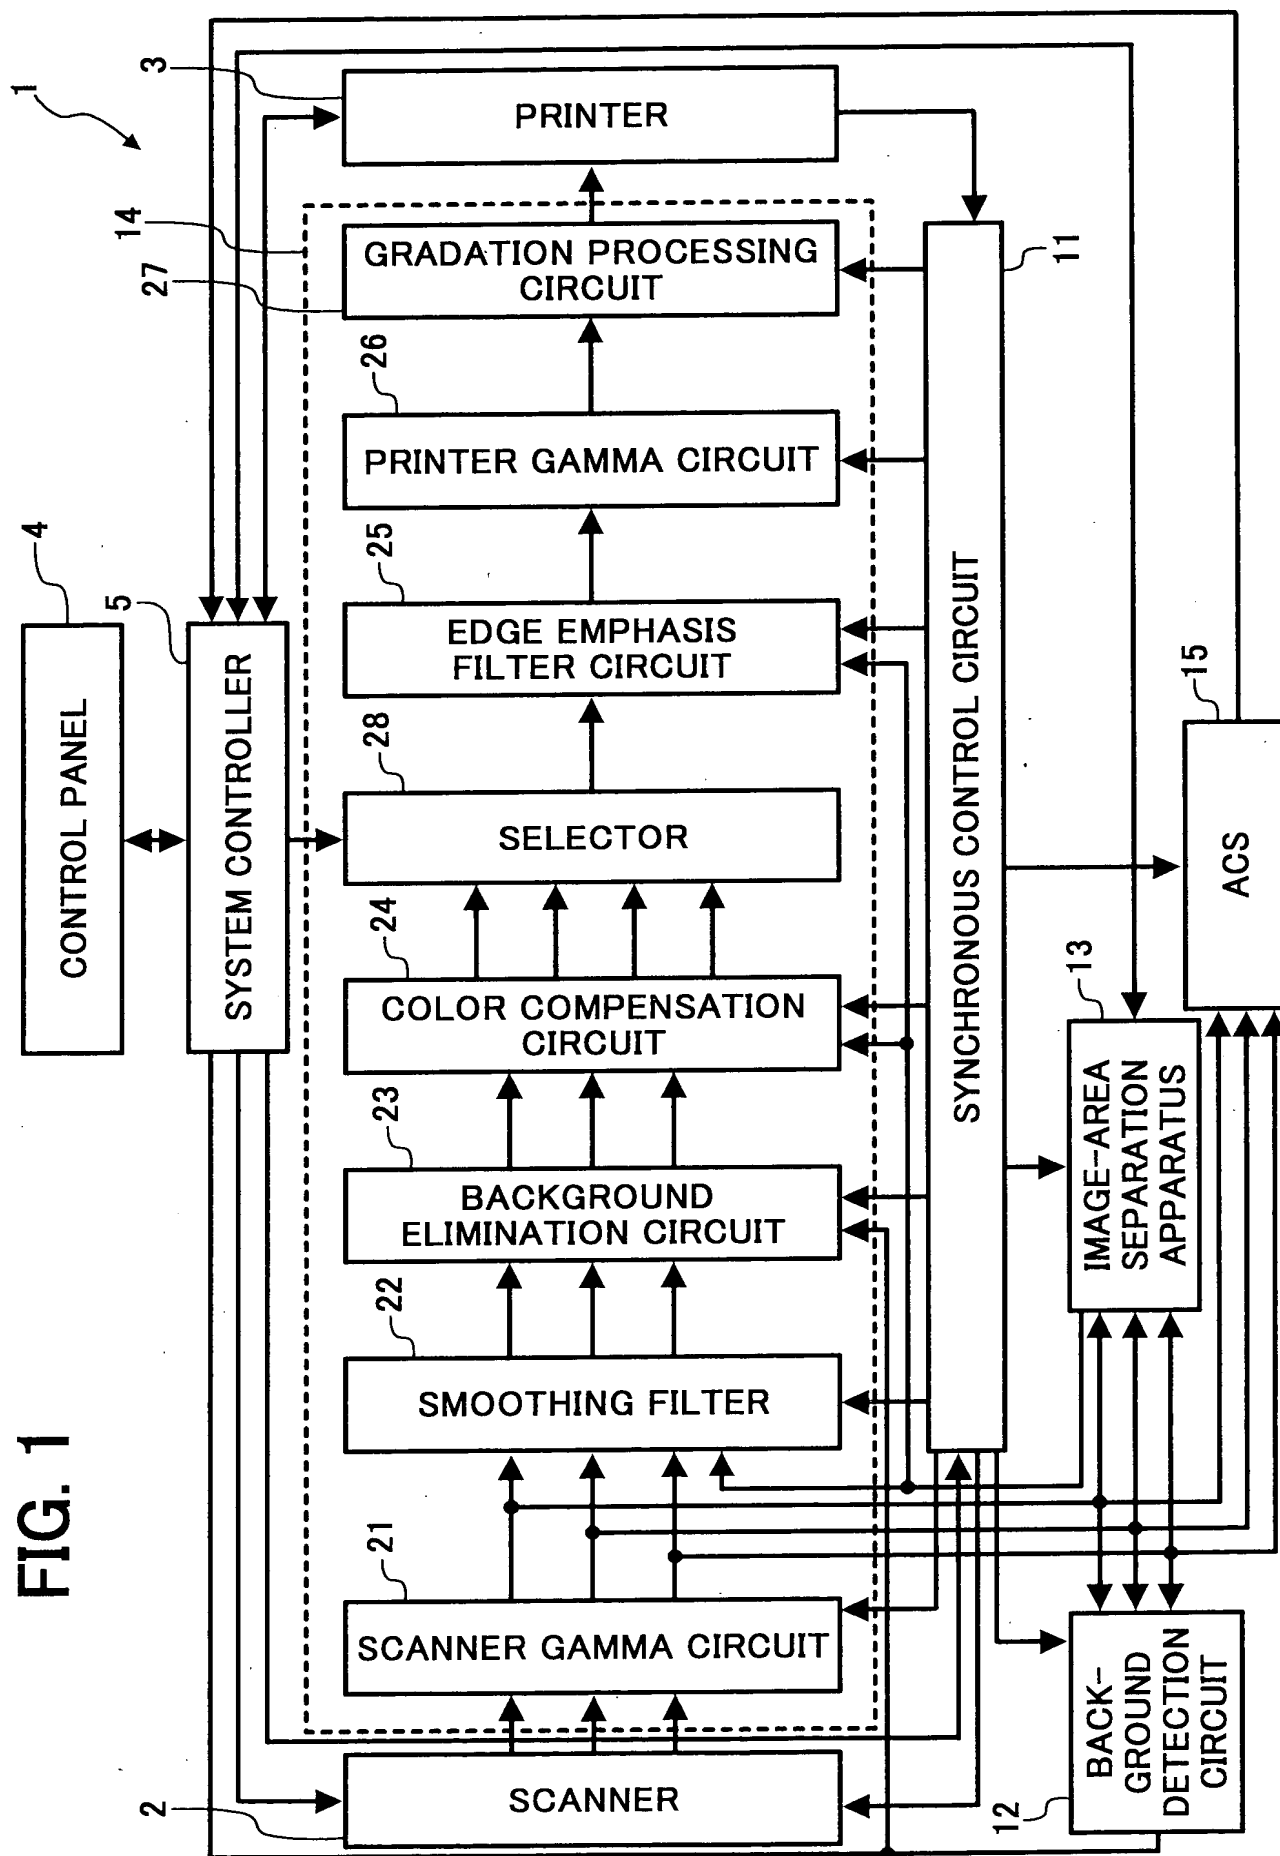 FIG. 1
1
CONTROL PANEL
4
SYSTEM CONTROLLER
5
14
SCANNER
2
SCANNER GAMMA CIRCUIT
21
SMOOTHING FILTER
22
BACKGROUND
ELIMINATION CIRCUIT
23
COLOR COMPENSATION
CIRCUIT
24
SELECTOR
28
EDGE EMPHASIS
FILTER CIRCUIT
25
PRINTER GAMMA CIRCUIT
26
GRADATION PROCESSING
CIRCUIT
27
PRINTER
3
SYNCHRONOUS CONTROL CIRCUIT
11
BACK-
GROUND
DETECTION
CIRCUIT
12
IMAGE-AREA
SEPARATION
APPARATUS
13
ACS
15